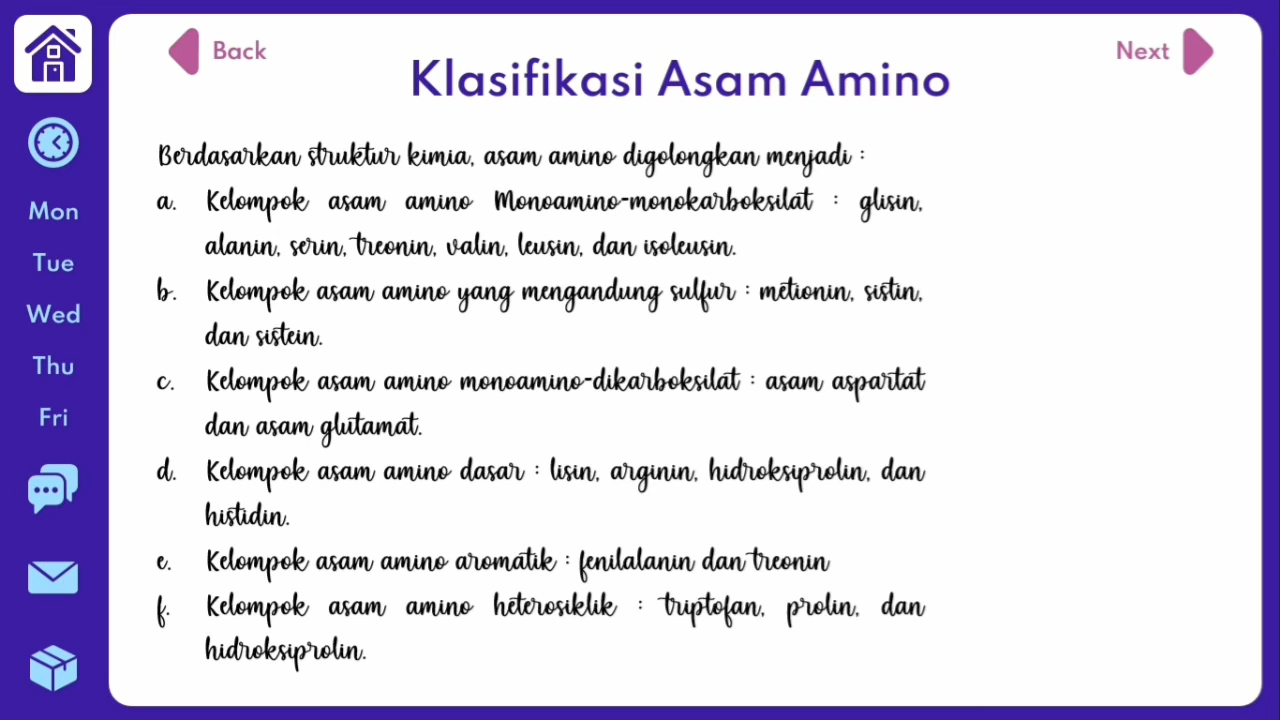 Back
Next
Klasifikasi Asam Amino
Mon
Tue
Wed
Thu
Fri
Berdasarkan struktur kimia, asam amino digolongkan menjadi :
a. Kelompok asam amino Monoamino-monokarboksilat : glisin,
alanin, serin, treonin, valin, leusin, dan isoleusin.
b. Kelompok asam amino yang mengandung sulfur : metionin, sistin,
dan sistein.
c. Kelompok asam amino monoamino-dikarboksilat : asam aspartat
dan asam glutamat.
d. Kelompok asam amino dasar : lisin, arginin, hidroksiprolin, dan
histidin.
e. Kelompok asam amino aromatik : fenilalanin dan treonin
f. Kelompok asam amino heterosiklik : triptofan, prolin, dan
hidroksiprolin.